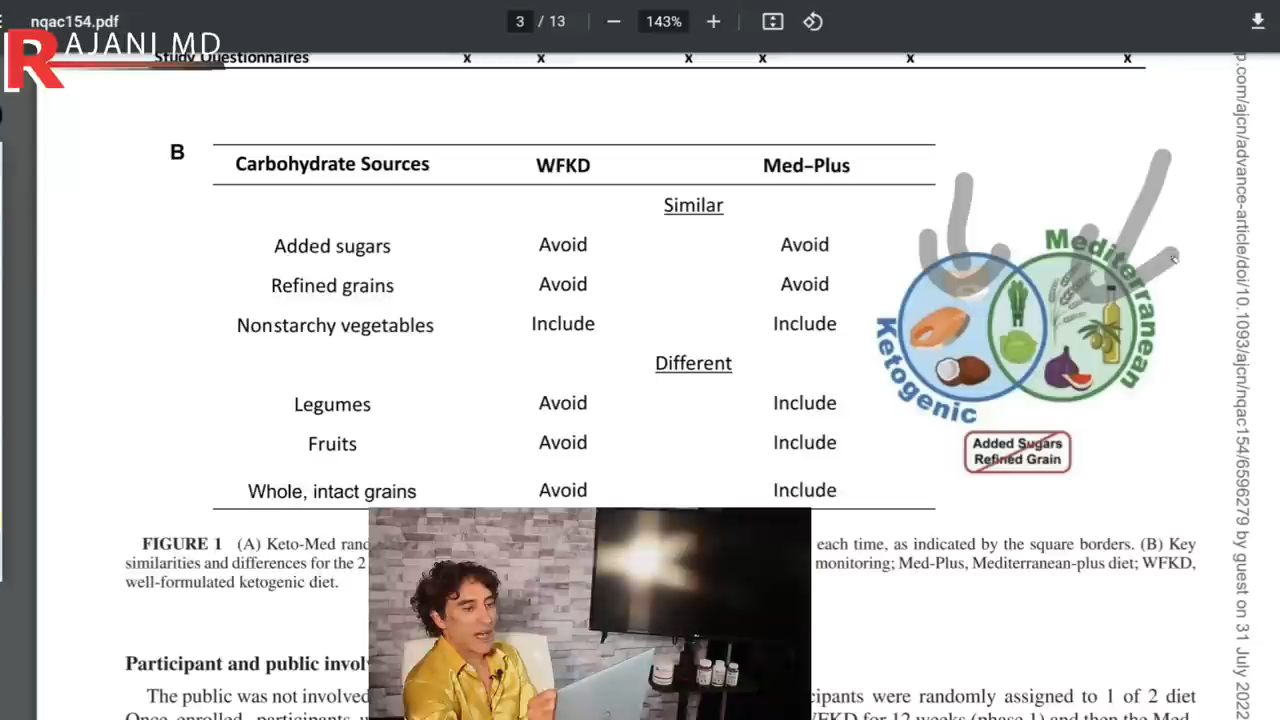 nqac154.pdf
3 / 13
143%
RAJANI MD
Study Questionnaires x x x x x x
B
Carbohydrate Sources WFKD Med–Plus
Similar
Added sugars Avoid Avoid
Refined grains Avoid Avoid
Nonstarchy vegetables Include Include
Different
Legumes Avoid Include
Fruits Avoid Include
Whole, intact grains Avoid Include
Ketogenic
Mediterranean
Added Sugars
Refined Grain
FIGURE 1 (A) Keto-Med each time, as indicated by the square borders. (B) Key
similarities and differences for the 2 monitoring; Med-Plus, Mediterranean-plus diet; WFKD,
well-formulated ketogenic diet.
Participant and public
The public was not involved were randomly assigned to 1 of 2 diet
Once enrolled, participants WFKD for 12 weeks (phase 1) and then the Med-
p.com/ajcn/advance-article/doi/10.1093/ajcn/nqac154/6596279 by guest on 31 July 2022